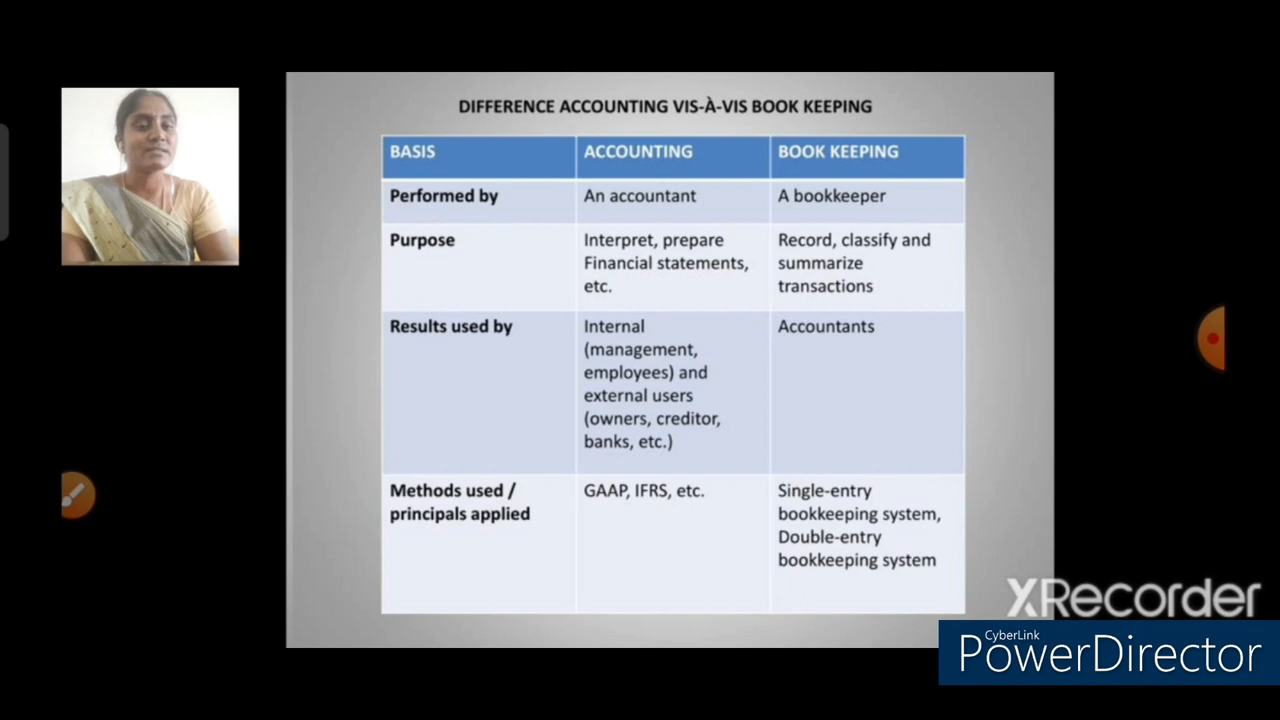 DIFFERENCE ACCOUNTING VIS-À-VIS BOOK KEEPING
BASIS
ACCOUNTING
BOOK KEEPING
Performed by
An accountant
A bookkeeper
Purpose
Interpret, prepare
Financial statements,
etc.
Record, classify and
summarize
transactions
Results used by
Internal
(management,
employees) and
external users
(owners, creditor,
banks, etc.)
Accountants
Methods used /
principals applied
GAAP, IFRS, etc.
Single-entry
bookkeeping system,
Double-entry
bookkeeping system
XRecorder
CyberLink
PowerDirector